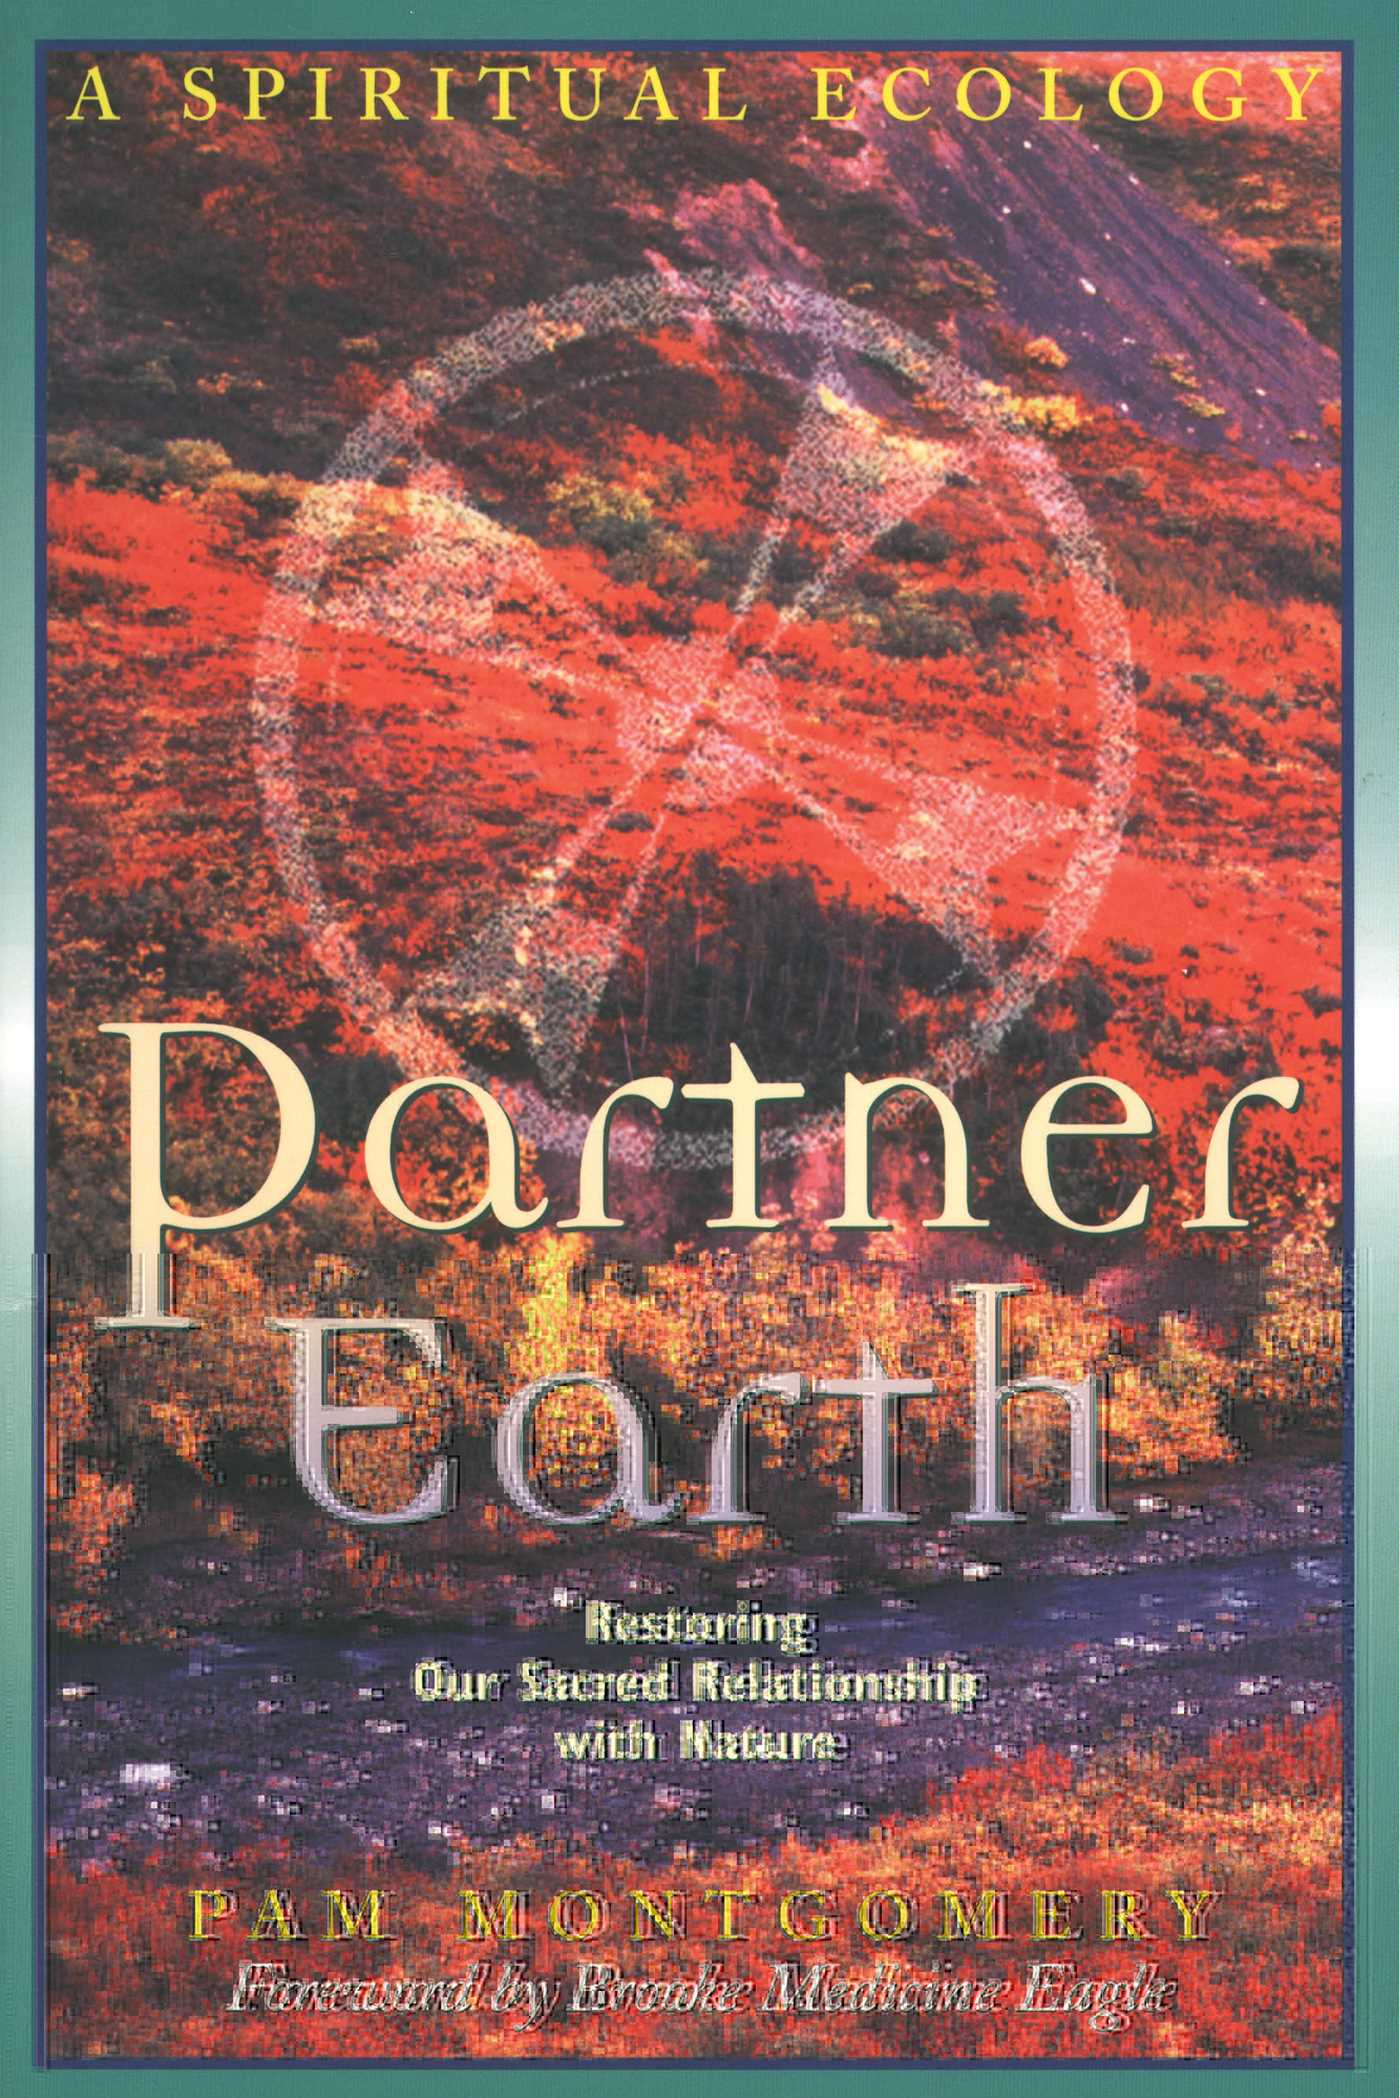 A SPIRITUAL ECOLOGY
Partner
Earth
Restoring
Our Sacred Relationship
with Nature
PAM MONTGOMERY
Foreword by Brooke Medicine Eagle